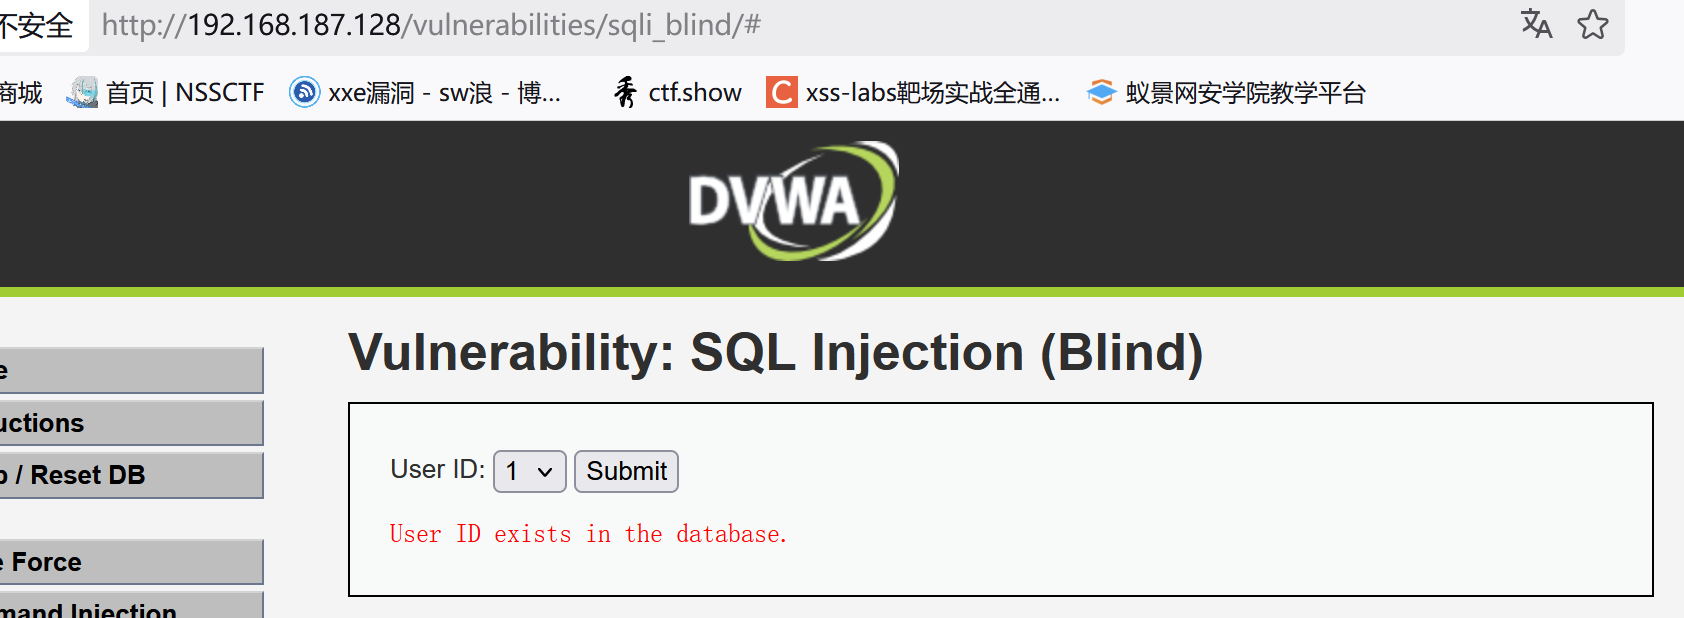 不安全 http://192.168.187.128/vulnerabilities/sqli_blind/#
商城 首页 | NSSCTF xxe漏洞 - sw浪 - 博... ctf.show xss-labs靶场实战全通... 蚁景网安学院教学平台
DVWA
Vulnerability: SQL Injection (Blind)
e
uctions
p / Reset DB
e Force
mand Injection
User ID: 1 Submit
User ID exists in the database.